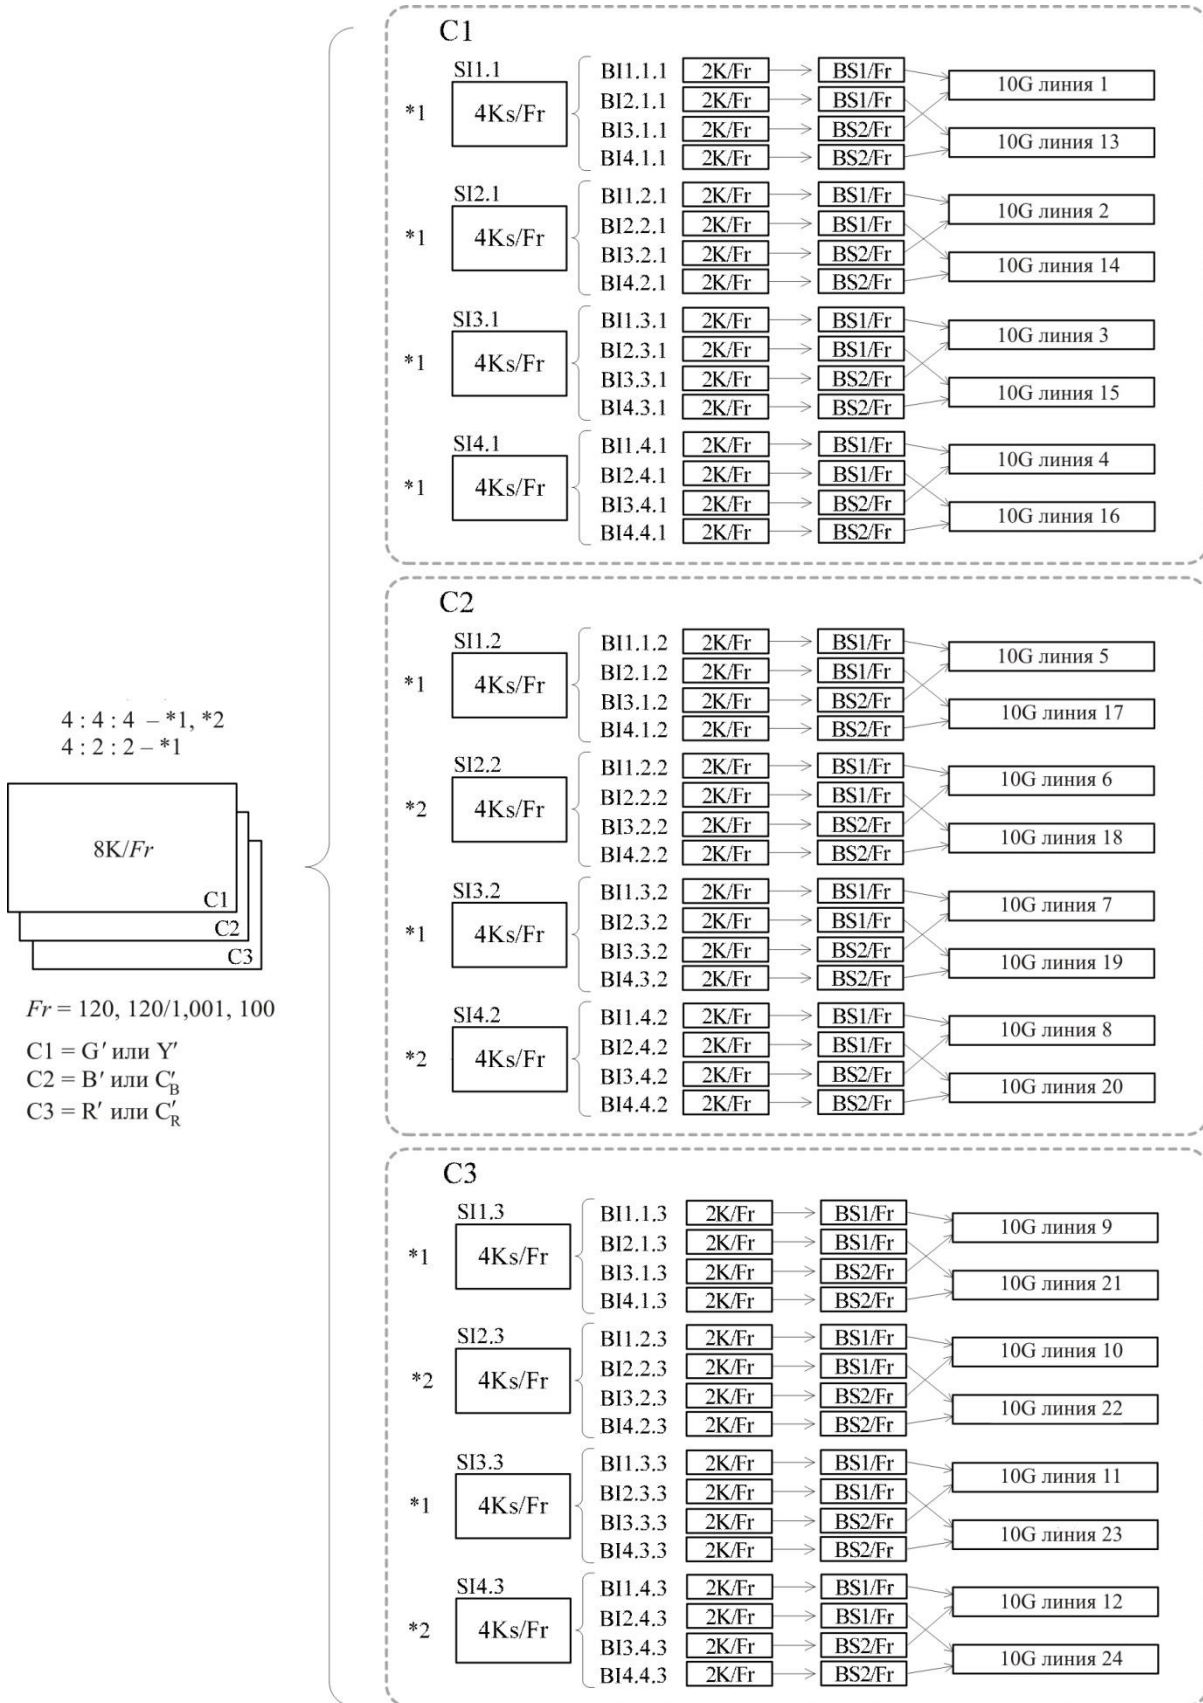 4 : 4 : 4 – *1, *2
4 : 2 : 2 – *1
8K/Fr
C1
C2
C3
Fr = 120, 120/1,001, 100
C1 = G′ или Y′
C2 = B′ или C′B
C3 = R′ или C′R
C1
SI1.1
*1
4Ks/Fr
BI1.1.1 2K/Fr BS1/Fr
BI2.1.1 2K/Fr BS1/Fr
BI3.1.1 2K/Fr BS2/Fr
BI4.1.1 2K/Fr BS2/Fr
10G линия 1
10G линия 13
SI2.1
*1
4Ks/Fr
BI1.2.1 2K/Fr BS1/Fr
BI2.2.1 2K/Fr BS1/Fr
BI3.2.1 2K/Fr BS2/Fr
BI4.2.1 2K/Fr BS2/Fr
10G линия 2
10G линия 14
SI3.1
*1
4Ks/Fr
BI1.3.1 2K/Fr BS1/Fr
BI2.3.1 2K/Fr BS1/Fr
BI3.3.1 2K/Fr BS2/Fr
BI4.3.1 2K/Fr BS2/Fr
10G линия 3
10G линия 15
SI4.1
*1
4Ks/Fr
BI1.4.1 2K/Fr BS1/Fr
BI2.4.1 2K/Fr BS1/Fr
BI3.4.1 2K/Fr BS2/Fr
BI4.4.1 2K/Fr BS2/Fr
10G линия 4
10G линия 16
C2
SI1.2
*1
4Ks/Fr
BI1.1.2 2K/Fr BS1/Fr
BI2.1.2 2K/Fr BS1/Fr
BI3.1.2 2K/Fr BS2/Fr
BI4.1.2 2K/Fr BS2/Fr
10G линия 5
10G линия 17
SI2.2
*2
4Ks/Fr
BI1.2.2 2K/Fr BS1/Fr
BI2.2.2 2K/Fr BS1/Fr
BI3.2.2 2K/Fr BS2/Fr
BI4.2.2 2K/Fr BS2/Fr
10G линия 6
10G линия 18
SI3.2
*1
4Ks/Fr
BI1.3.2 2K/Fr BS1/Fr
BI2.3.2 2K/Fr BS1/Fr
BI3.3.2 2K/Fr BS2/Fr
BI4.3.2 2K/Fr BS2/Fr
10G линия 7
10G линия 19
SI4.2
*2
4Ks/Fr
BI1.4.2 2K/Fr BS1/Fr
BI2.4.2 2K/Fr BS1/Fr
BI3.4.2 2K/Fr BS2/Fr
BI4.4.2 2K/Fr BS2/Fr
10G линия 8
10G линия 20
C3
SI1.3
*1
4Ks/Fr
BI1.1.3 2K/Fr BS1/Fr
BI2.1.3 2K/Fr BS1/Fr
BI3.1.3 2K/Fr BS2/Fr
BI4.1.3 2K/Fr BS2/Fr
10G линия 9
10G линия 21
SI2.3
*2
4Ks/Fr
BI1.2.3 2K/Fr BS1/Fr
BI2.2.3 2K/Fr BS1/Fr
BI3.2.3 2K/Fr BS2/Fr
BI4.2.3 2K/Fr BS2/Fr
10G линия 10
10G линия 22
SI3.3
*1
4Ks/Fr
BI1.3.3 2K/Fr BS1/Fr
BI2.3.3 2K/Fr BS1/Fr
BI3.3.3 2K/Fr BS2/Fr
BI4.3.3 2K/Fr BS2/Fr
10G линия 11
10G линия 23
SI4.3
*2
4Ks/Fr
BI1.4.3 2K/Fr BS1/Fr
BI2.4.3 2K/Fr BS1/Fr
BI3.4.3 2K/Fr BS2/Fr
BI4.4.3 2K/Fr BS2/Fr
10G линия 12
10G линия 24